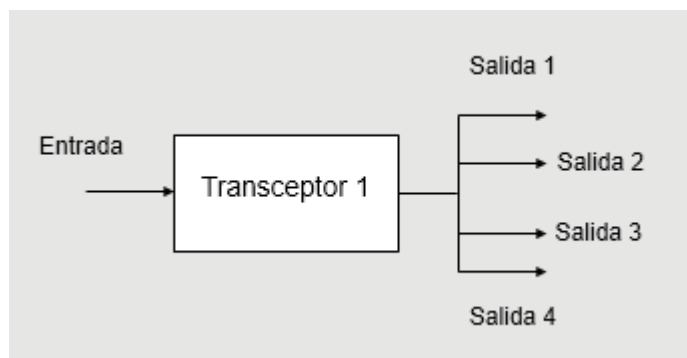 Salida 1
Entrada
Transceptor 1
Salida 2
Salida 3
Salida 4